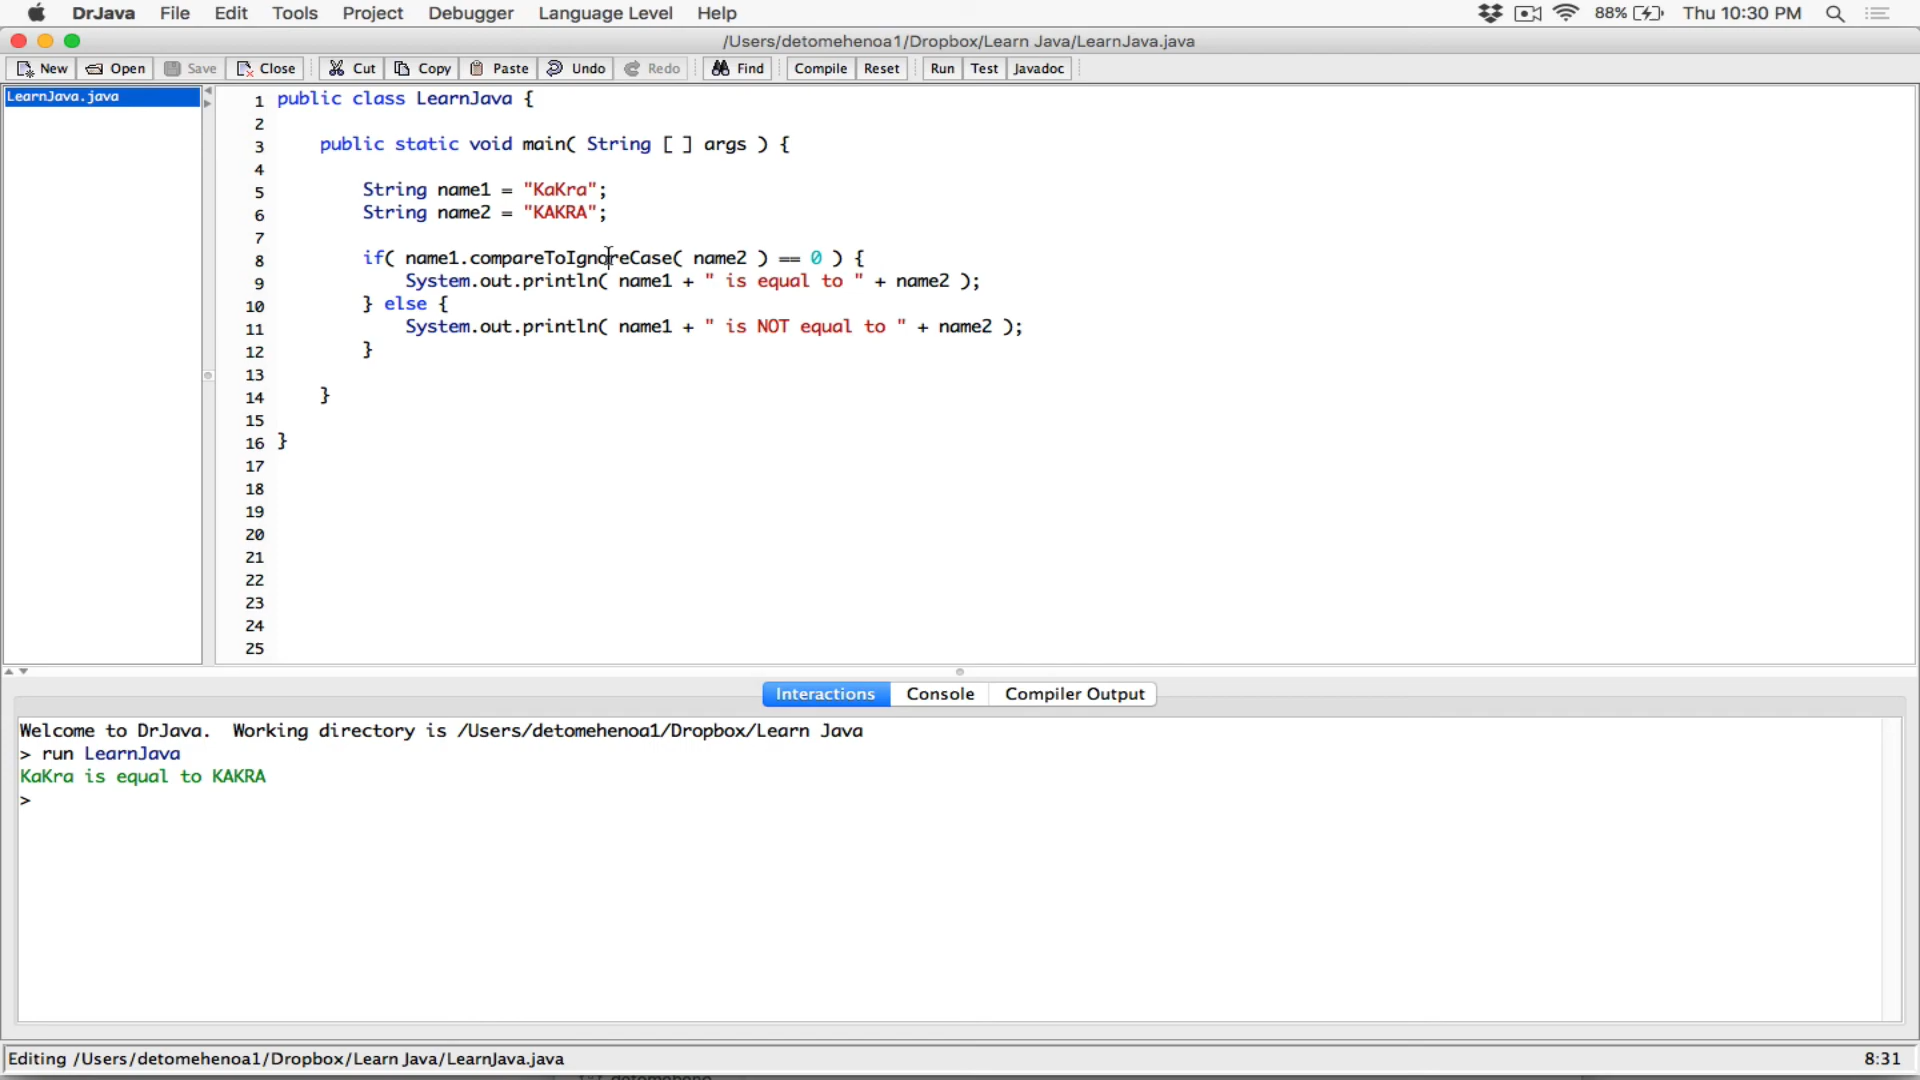 DrJava File Edit Tools Project Debugger Language Level Help 88% Thu 10:30 PM
/Users/detomehenoa1/Dropbox/Learn Java/LearnJava.java
New Open Save Close Cut Copy Paste Undo Redo Find Compile Reset Run Test Javadoc
LearnJava.java
1 public class LearnJava {
2
3 public static void main( String [ ] args ) {
4
5 String name1 = "KaKra";
6 String name2 = "KAKRA";
7
8 if( name1.compareToIgnoreCase( name2 ) == 0 ) {
9 System.out.println( name1 + " is equal to " + name2 );
10 } else {
11 System.out.println( name1 + " is NOT equal to " + name2 );
12 }
13
14 }
15
16 }
17
18
19
20
21
22
23
24
25
Interactions Console Compiler Output
Welcome to DrJava. Working directory is /Users/detomehenoa1/Dropbox/Learn Java
> run LearnJava
KaKra is equal to KAKRA
>
Editing /Users/detomehenoa1/Dropbox/Learn Java/LearnJava.java 8:31